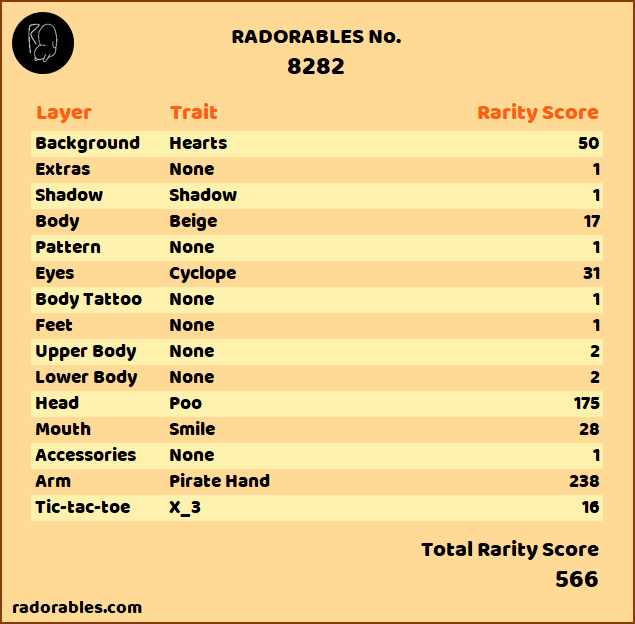 RADORABLES No.
8282
Layer Trait Rarity Score
Background Hearts 50
Extras None 1
Shadow Shadow 1
Body Beige 17
Pattern None 1
Eyes Cyclope 31
Body Tattoo None 1
Feet None 1
Upper Body None 2
Lower Body None 2
Head Poo 175
Mouth Smile 28
Accessories None 1
Arm Pirate Hand 238
Tic-tac-toe X_3 16
Total Rarity Score
566
radorables.com